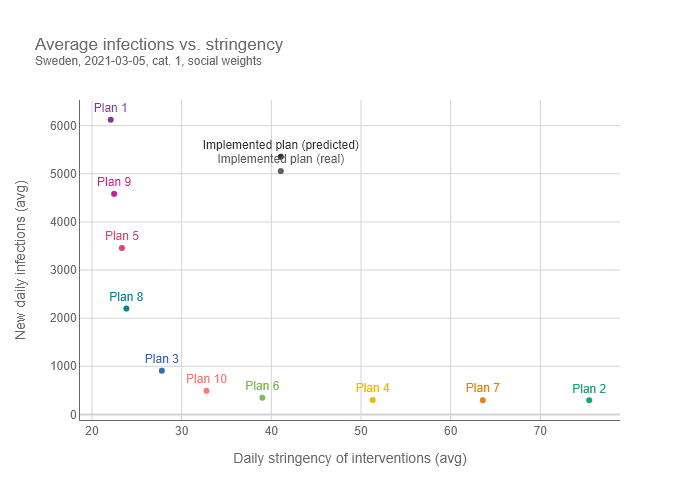 Average infections vs. stringency
Sweden, 2021-03-05, cat. 1, social weights
Plan 1
6000
Implemented plan (predicted)
Implemented plan (real)
5000
Plan 9
4000
Plan 5
3000
Plan 8
2000
Plan 3
1000
Plan 10
Plan 6
Plan 4
Plan 7
Plan 2
0
20
30
40
50
60
70
New daily infections (avg)
Daily stringency of interventions (avg)